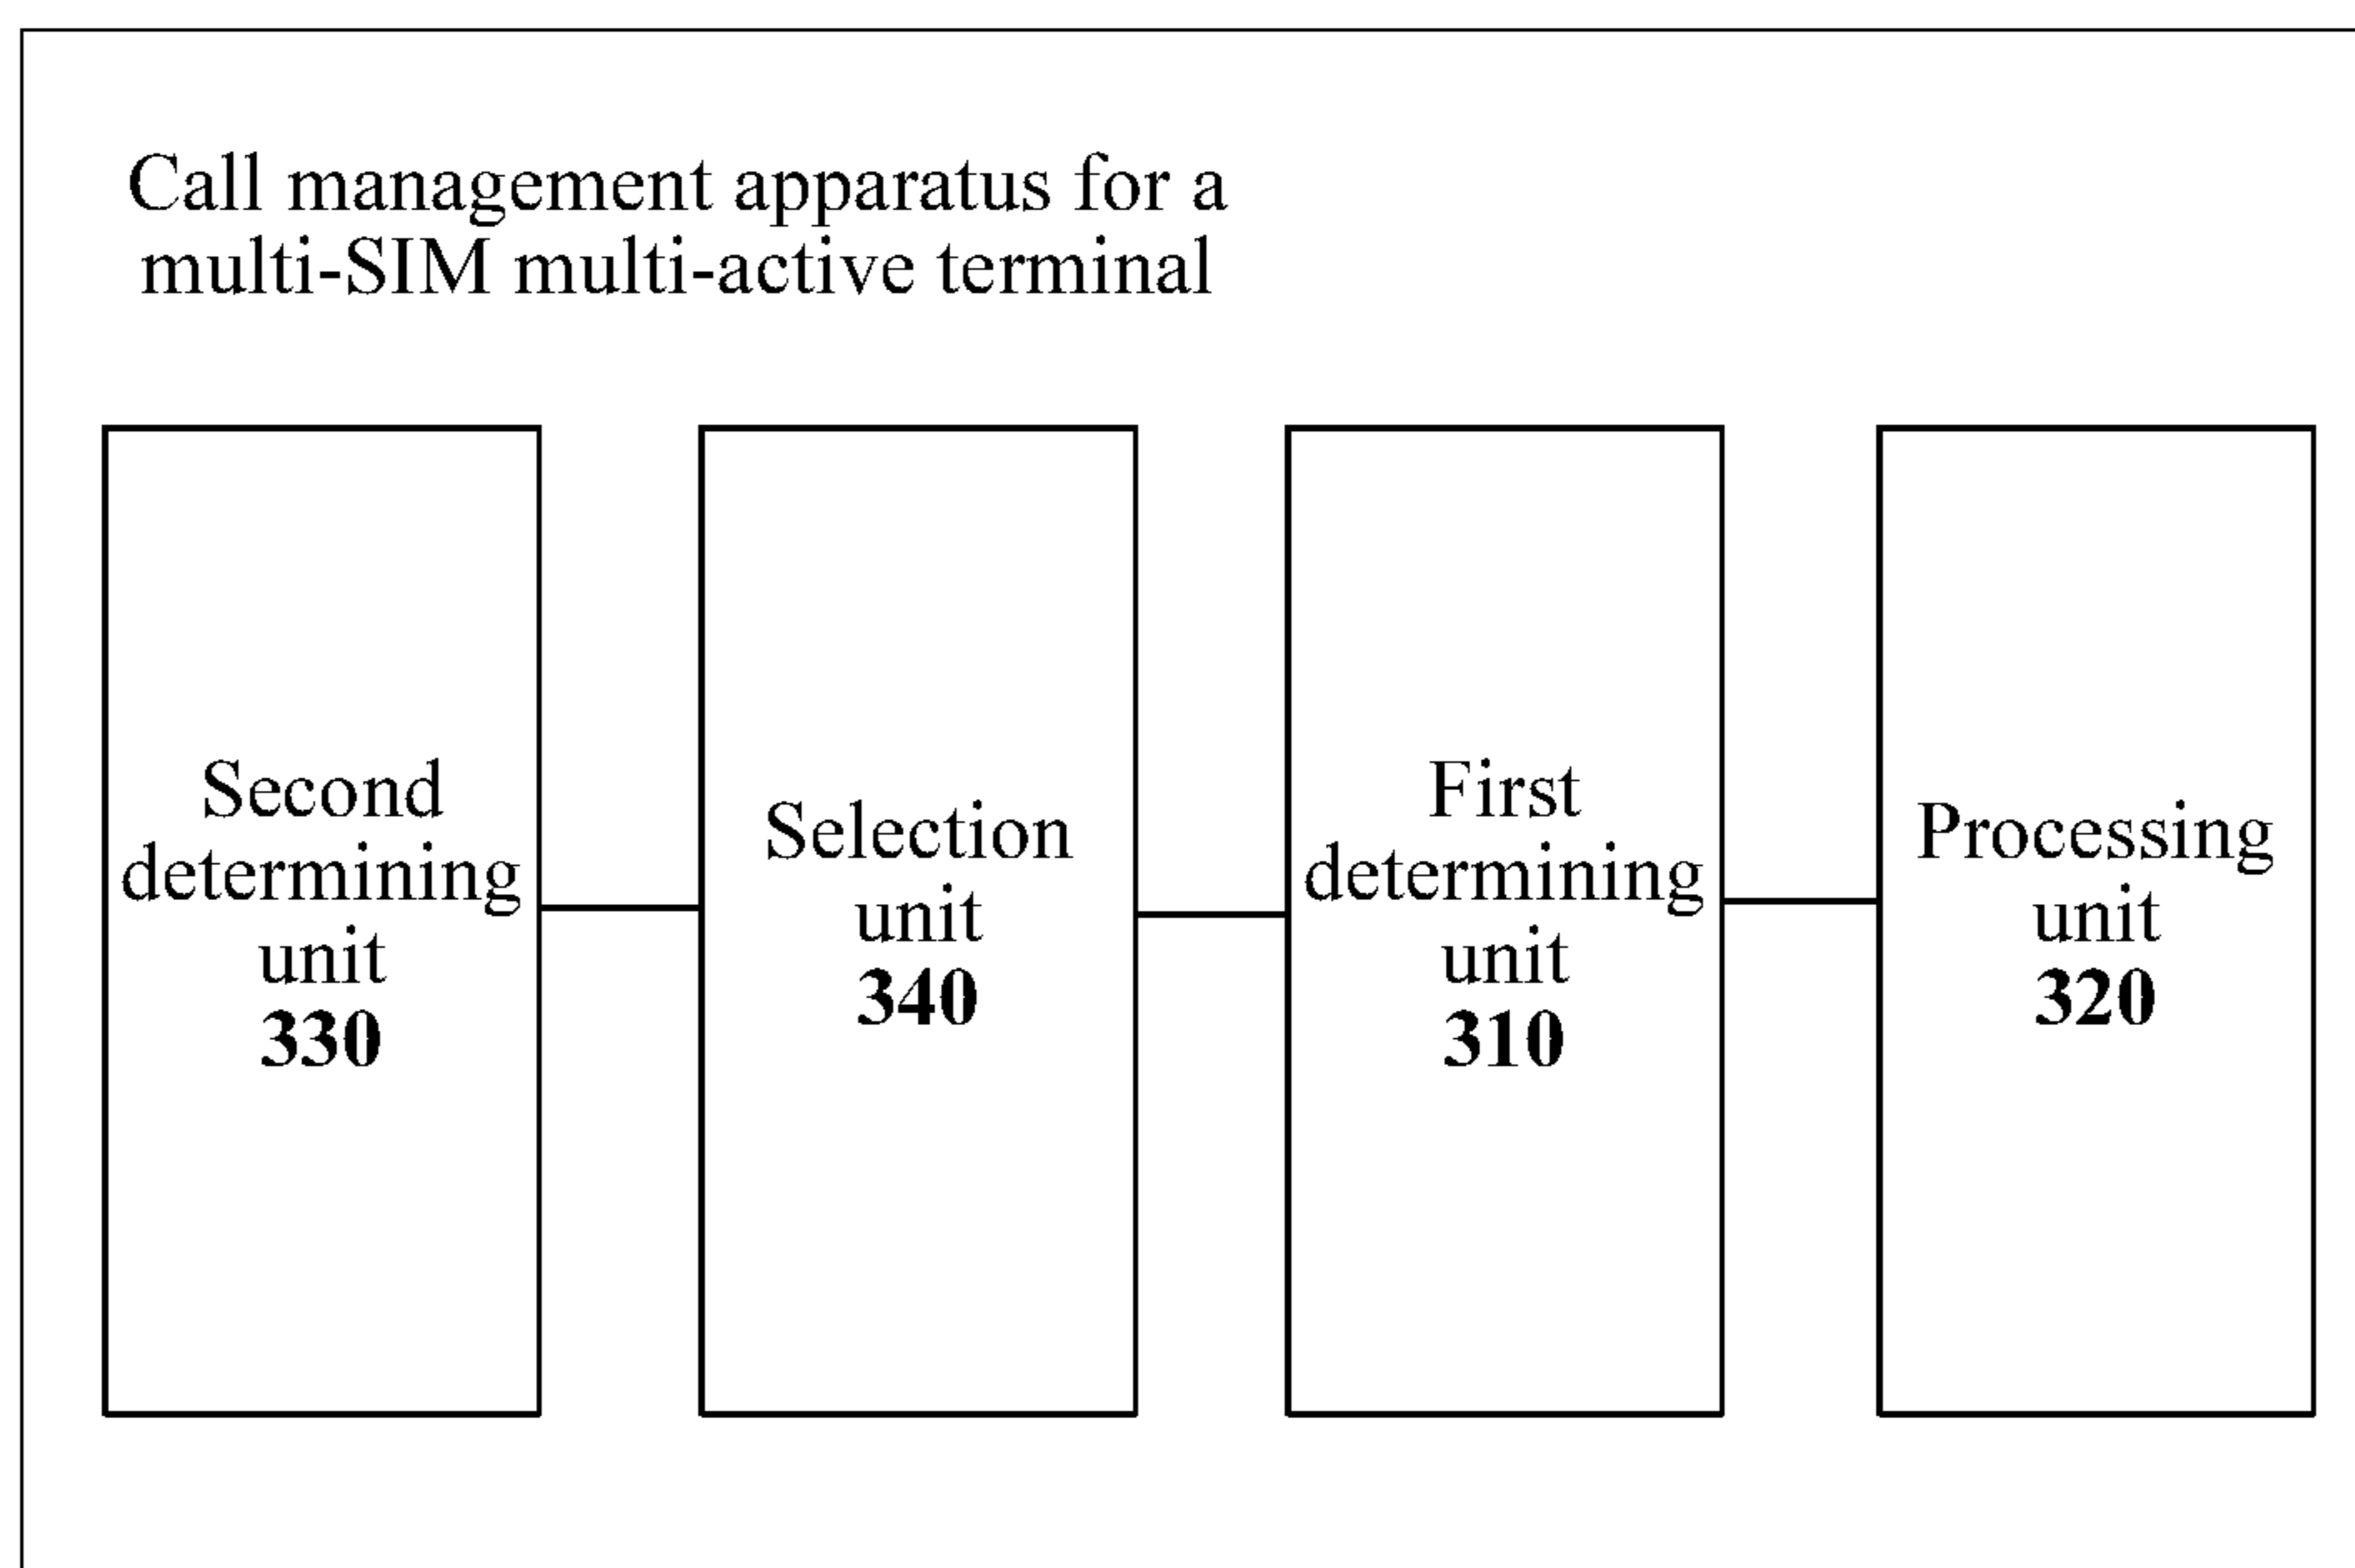 Call management apparatus for a
multi-SIM multi-active terminal
Second
determining
unit
330
Selection
unit
340
First
determining
unit
310
Processing
unit
320